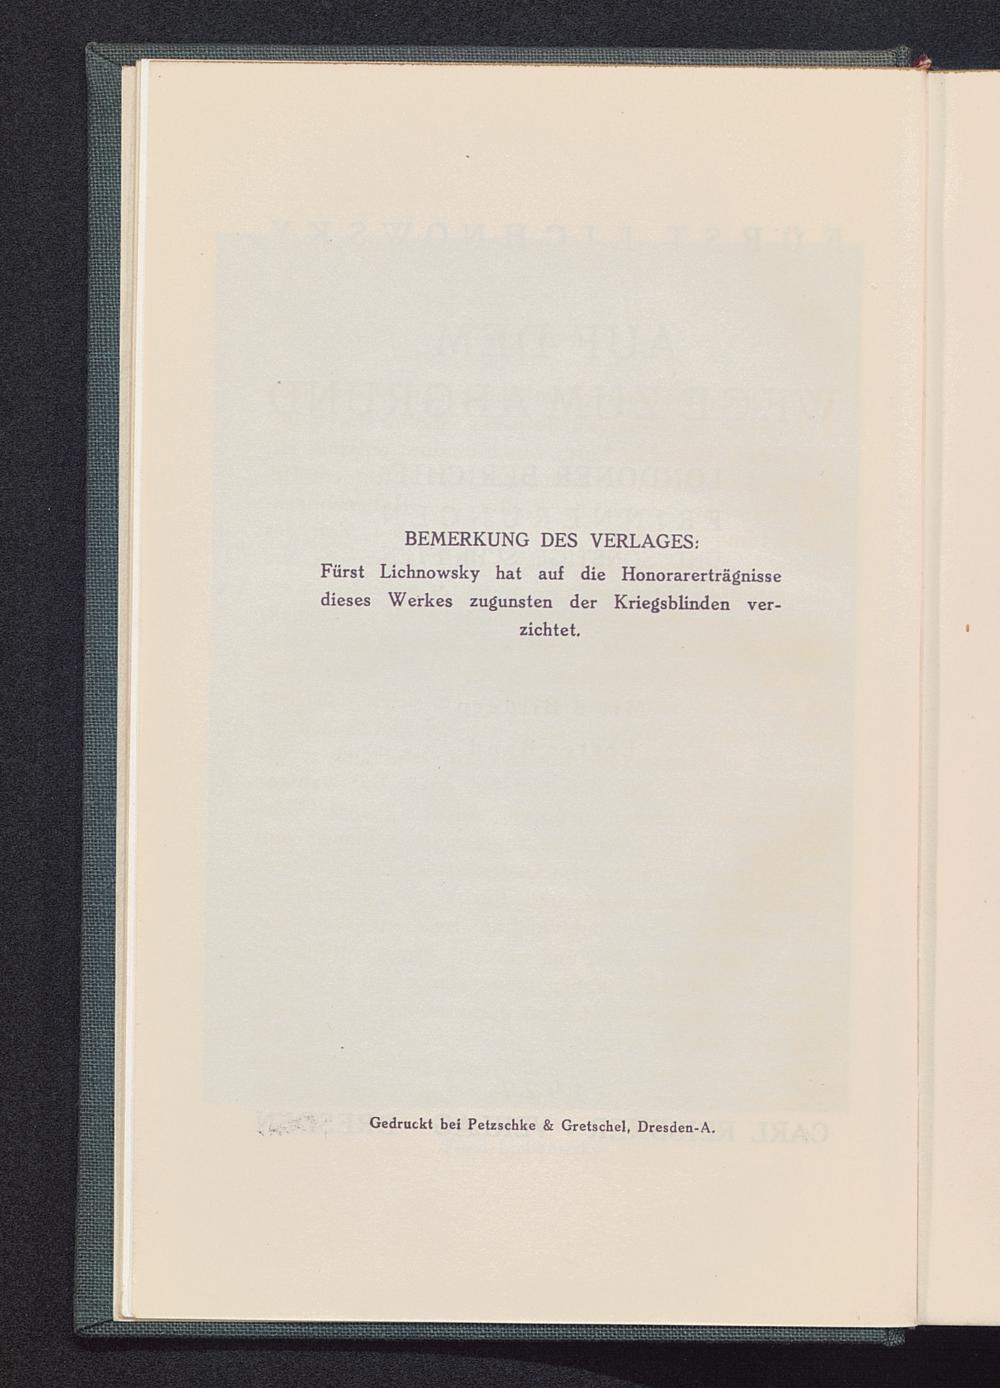 BEMERKUNG DES VERLAGES:
Fürst Lichnowsky hat auf die Honorarerträgnisse
dieses Werkes zugunsten der Kriegsblinden ver-
zichtet.
Gedruckt bei Petzschke & Gretschel, Dresden-A.